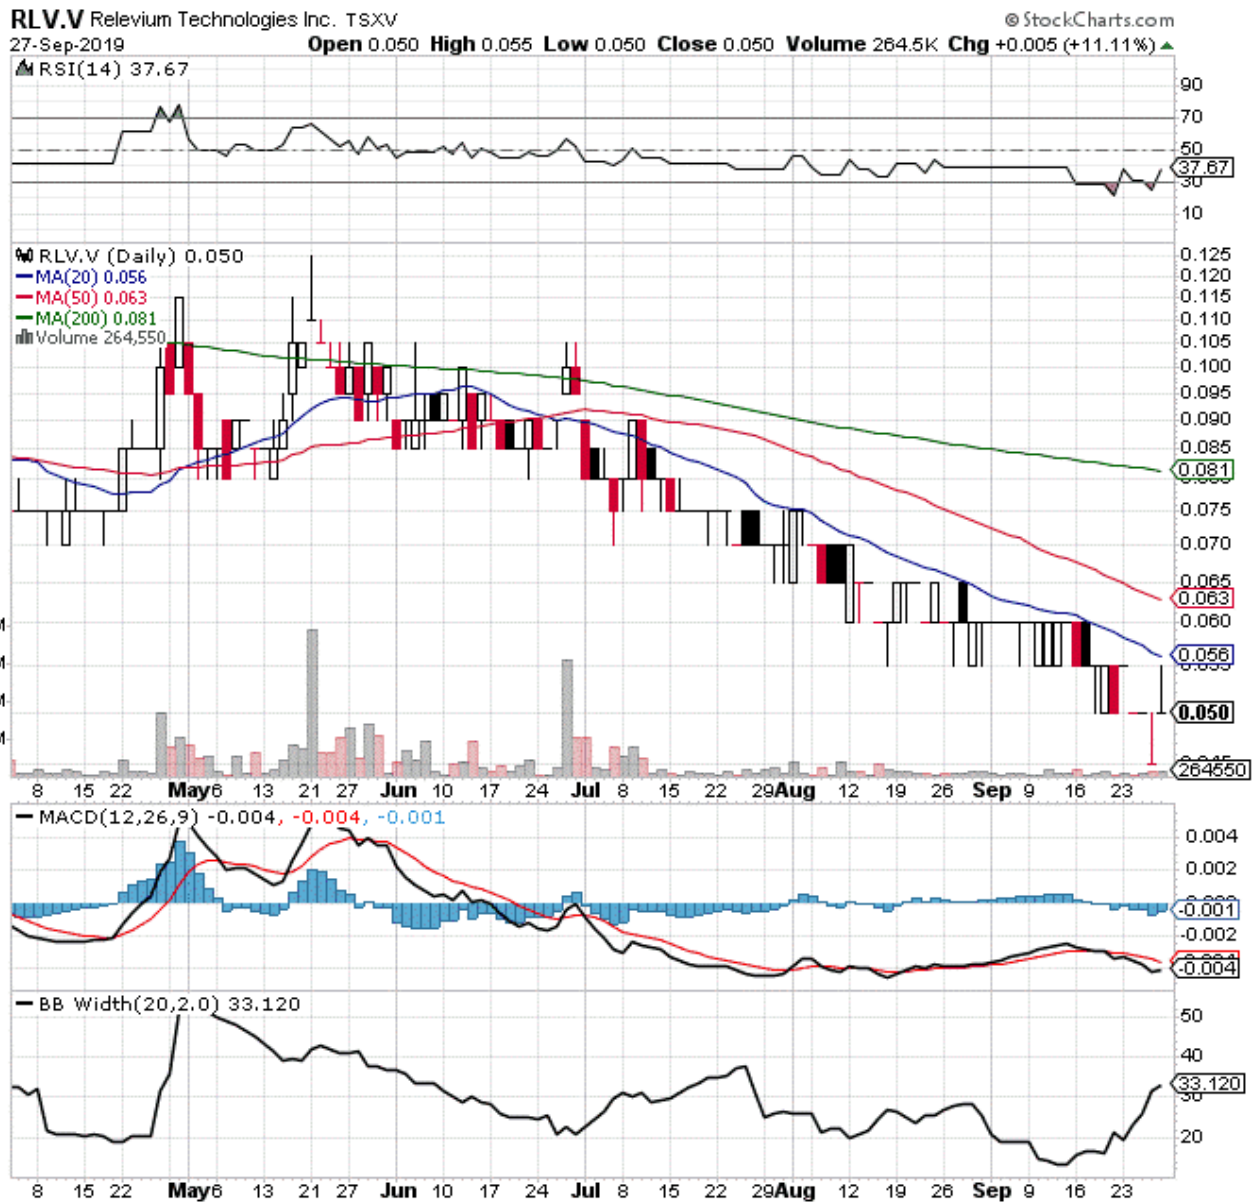 RLV.V Relevium Technologies Inc. TSXV © StockCharts.com
27-Sep-2019 Open 0.050 High 0.055 Low 0.050 Close 0.050 Volume 264.5K Chg +0.005 (+11.11%)
RSI(14) 37.67
90
70
50
37.67
30
10
RLV.V (Daily) 0.050
MA(20) 0.056
MA(50) 0.063
MA(200) 0.081
Volume 264,550
0.125
0.120
0.115
0.110
0.105
0.100
0.095
0.090
0.085
0.081
0.075
0.070
0.065
0.063
0.060
0.056
0.050
264550
8 15 22 May 6 13 21 27 Jun 10 17 24 Jul 8 15 22 29 Aug 12 19 26 Sep 9 16 23
MACD(12,26,9) -0.004, -0.004, -0.001
0.004
0.002
-0.001
-0.002
-0.004
BB Width(20,2.0) 33.120
50
40
33.120
30
20
8 15 22 May 6 13 21 27 Jun 10 17 24 Jul 8 15 22 29 Aug 12 19 26 Sep 9 16 23